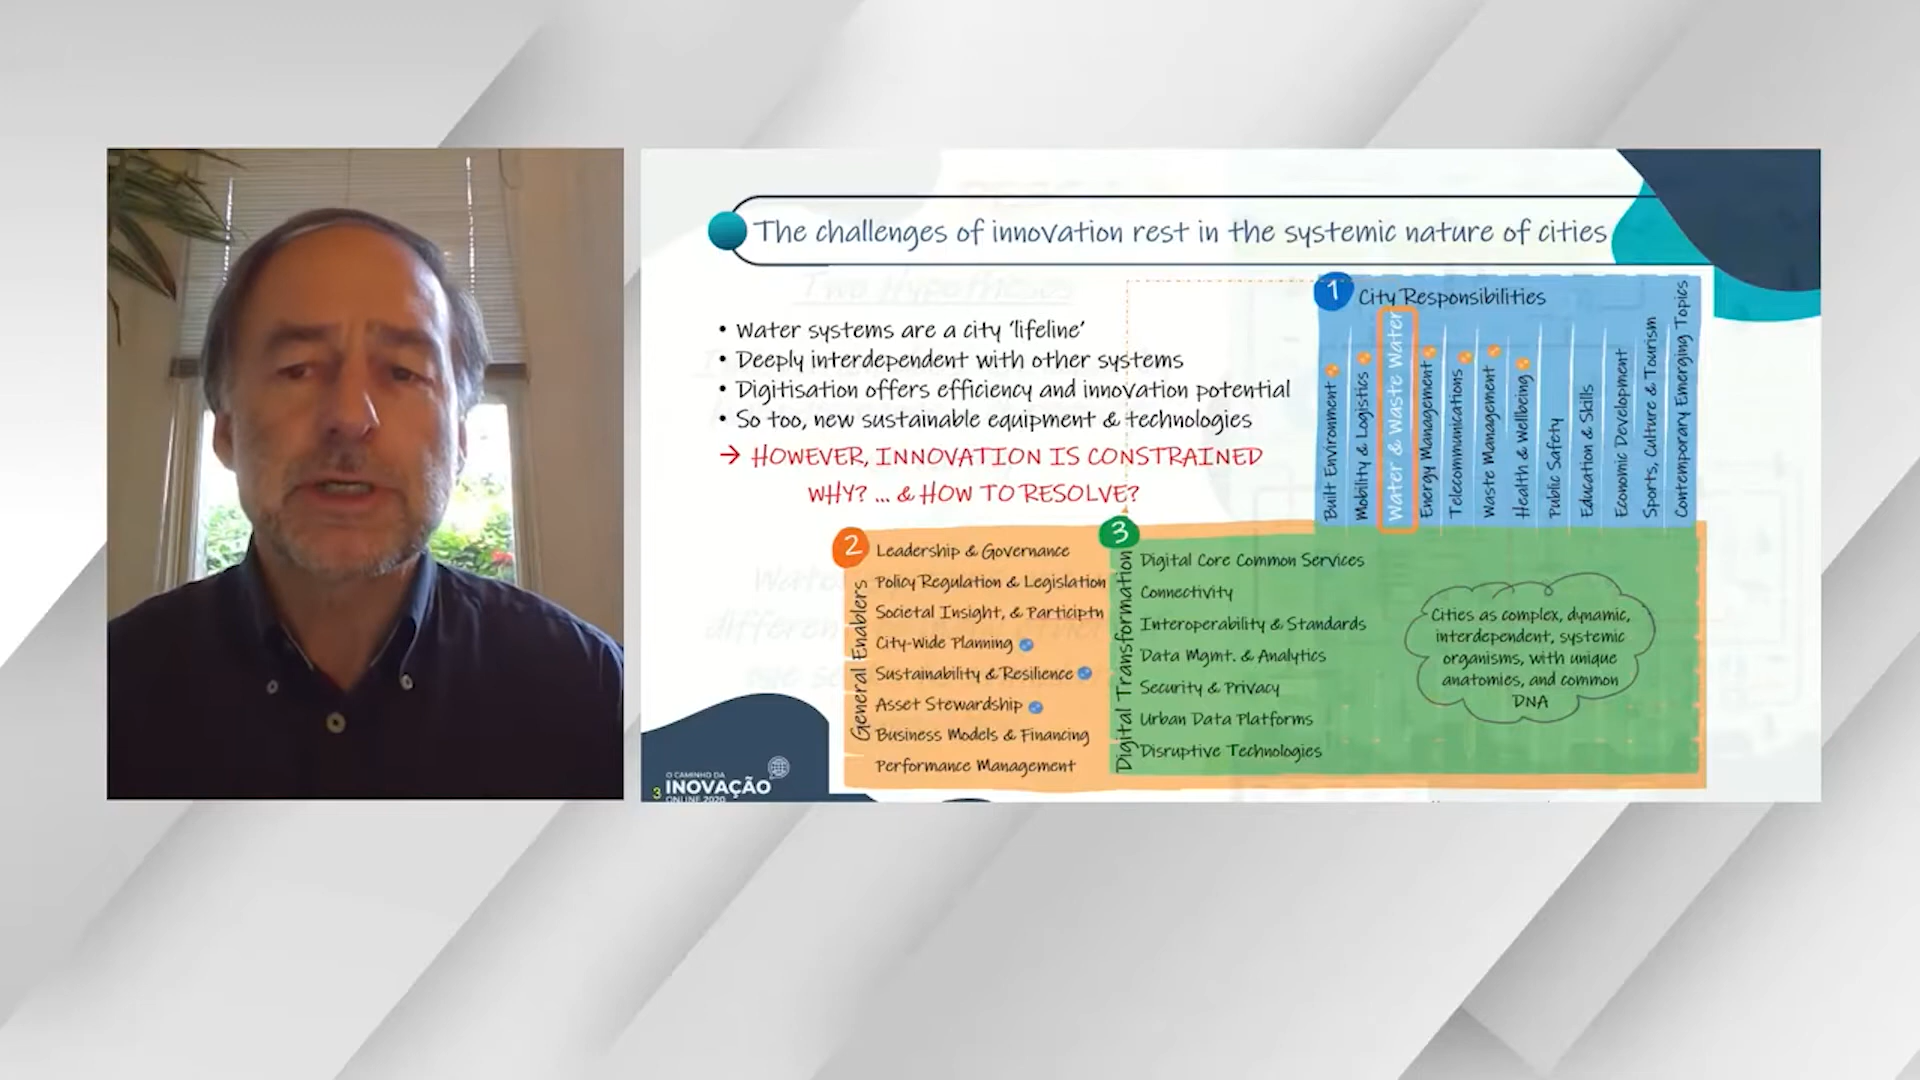 The challenges of innovation rest in the systemic nature of cities
• Water systems are a city 'lifeline'
• Deeply interdependent with other systems
• Digitisation offers efficiency and innovation potential
• So too, new sustainable equipment & technologies
→ HOWEVER, INNOVATION IS CONSTRAINED
WHY? ... & HOW TO RESOLVE?
1
City Responsibilities
Built Environment
Mobility & Logistics
Water & Waste Water
Energy Management
Telecommunications
Waste Management
Health & Wellbeing
Public Safety
Education & Skills
Economic Development
Sports, Culture & Tourism
Contemporary Emerging Topics
2
General Enablers
Leadership & Governance
Policy Regulation & Legislation
Societal Insight, & Participtn
City-Wide Planning
Sustainability & Resilience
Asset Stewardship
Business Models & Financing
Performance Management
3
Digital Transformation
Digital Core Common Services
Connectivity
Interoperability & Standards
Data Mgmt. & Analytics
Security & Privacy
Urban Data Platforms
Disruptive Technologies
Cities as complex, dynamic,
interdependent, systemic
organisms, with unique
anatomies, and common
DNA
O CAMINHO DA
3 INOVAÇÃO
ONLINE 2020
Two Hypotheses